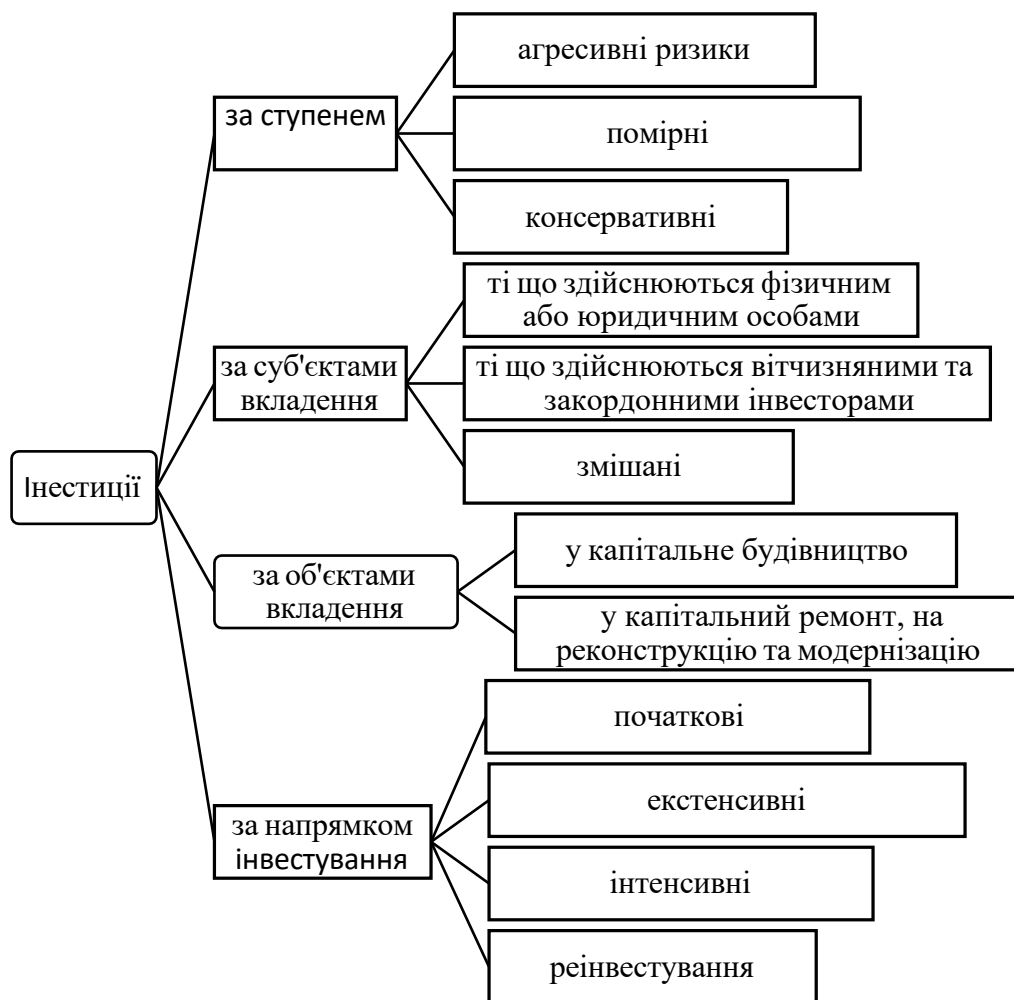 агресивні ризики
за ступенем
помірні
консервативні
ті що здійснюються фізичним
або юридичним особами
за суб'єктами
вкладення
ті що здійснюються вітчизняними та
закордонними інвесторами
змішані
Інестиції
за об'єктами
вкладення
у капітальне будівництво
у капітальний ремонт, на
реконструкцію та модернізацію
початкові
за напрямком
інвестування
екстенсивні
інтенсивні
реінвестування